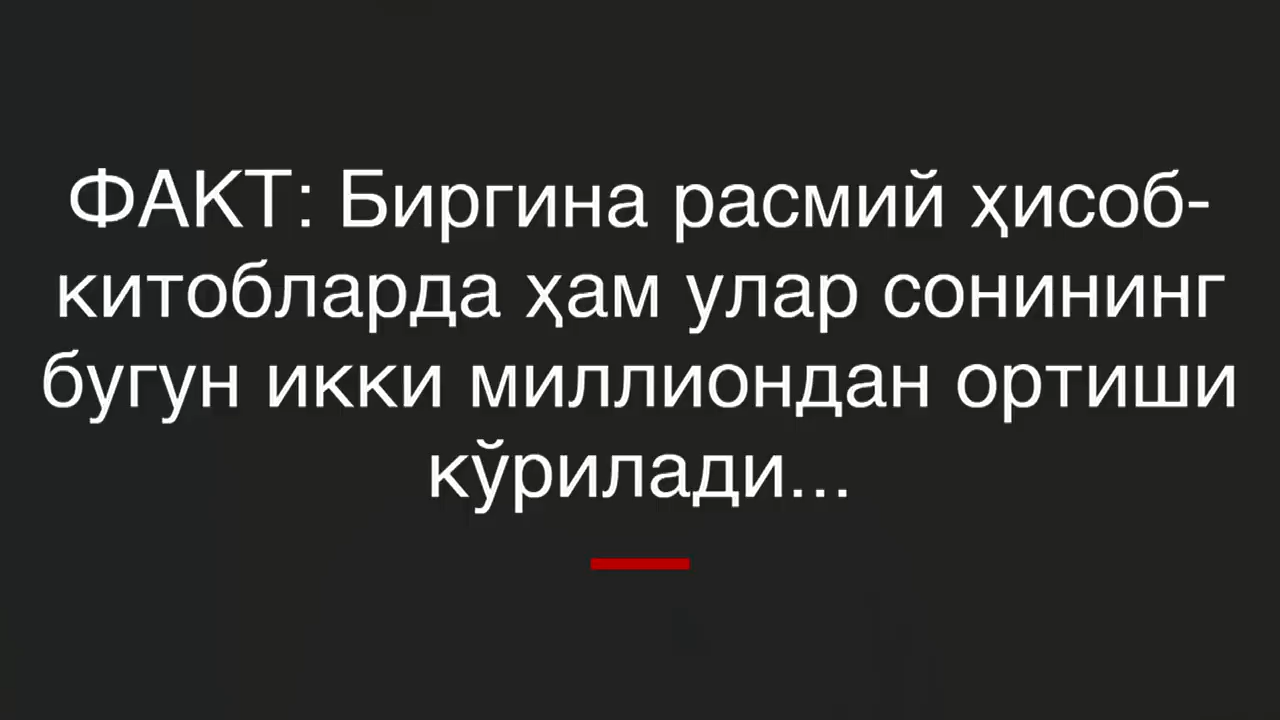 ФАКТ: Биргина расмий ҳисоб-
китобларда ҳам улар сонининг
бугун икки миллиондан ортиши
кўрилади...